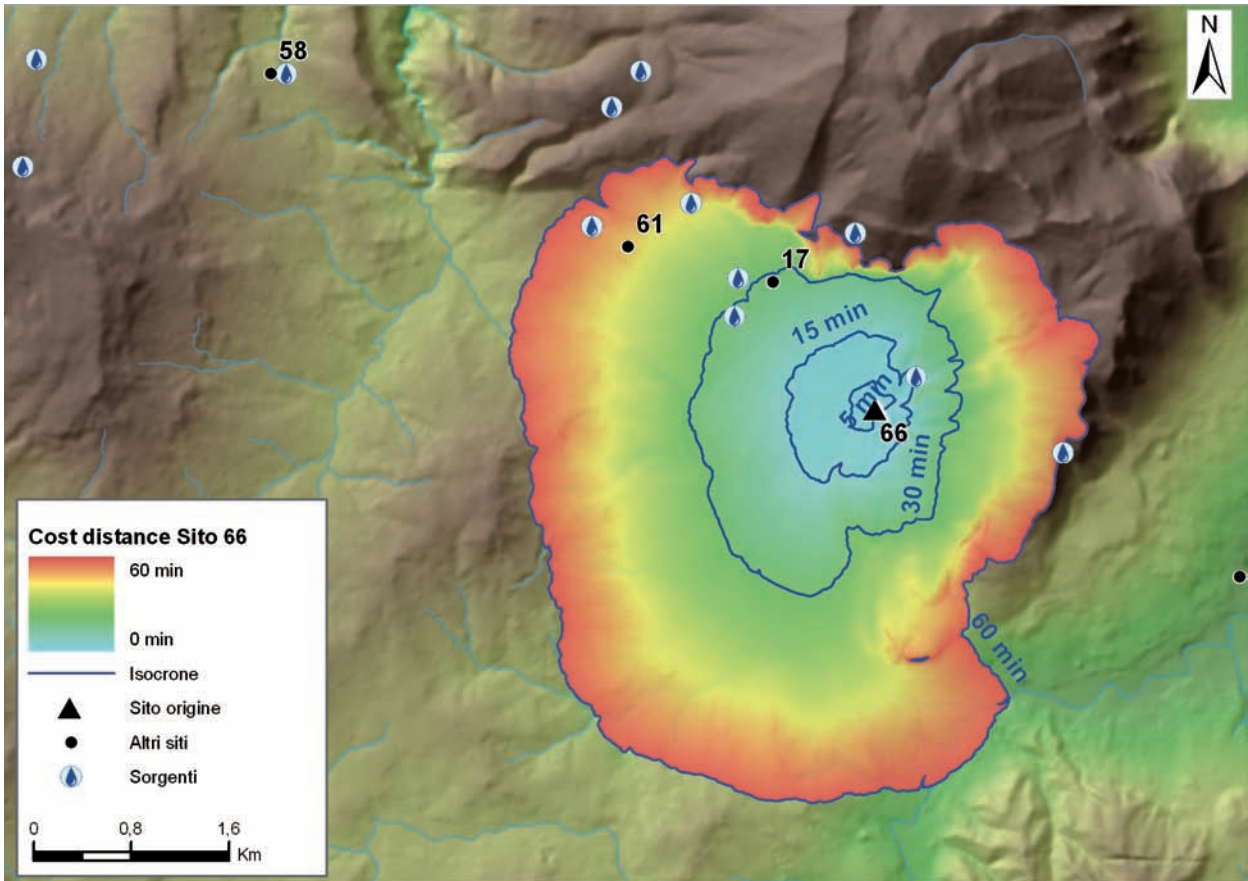 N
58
61
17
15 min
5 min
66
30 min
60 min
Cost distance Sito 66
60 min
0 min
Isocrone
Sito origine
Altri siti
Sorgenti
0 0,8 1,6
Km